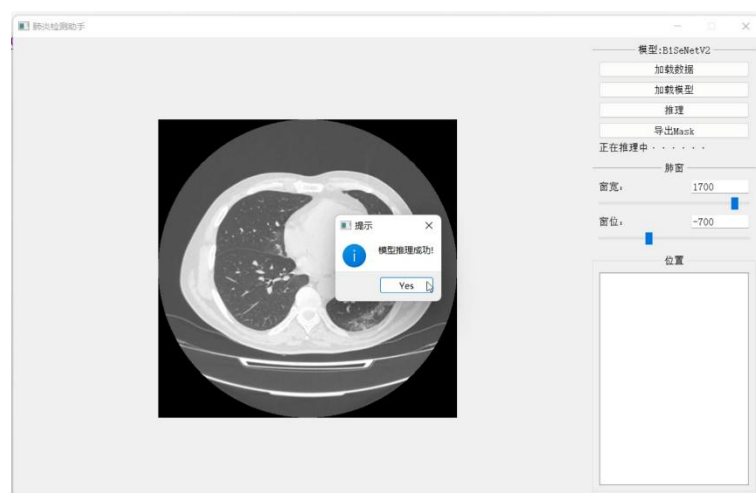 肺炎检测助手
模型:BiSeNetV2
加载数据
加载模型
推理
导出Mask
正在推理中······
肺窗
窗宽: 1700
窗位: -700
位置
提示
模型推理成功!
Yes